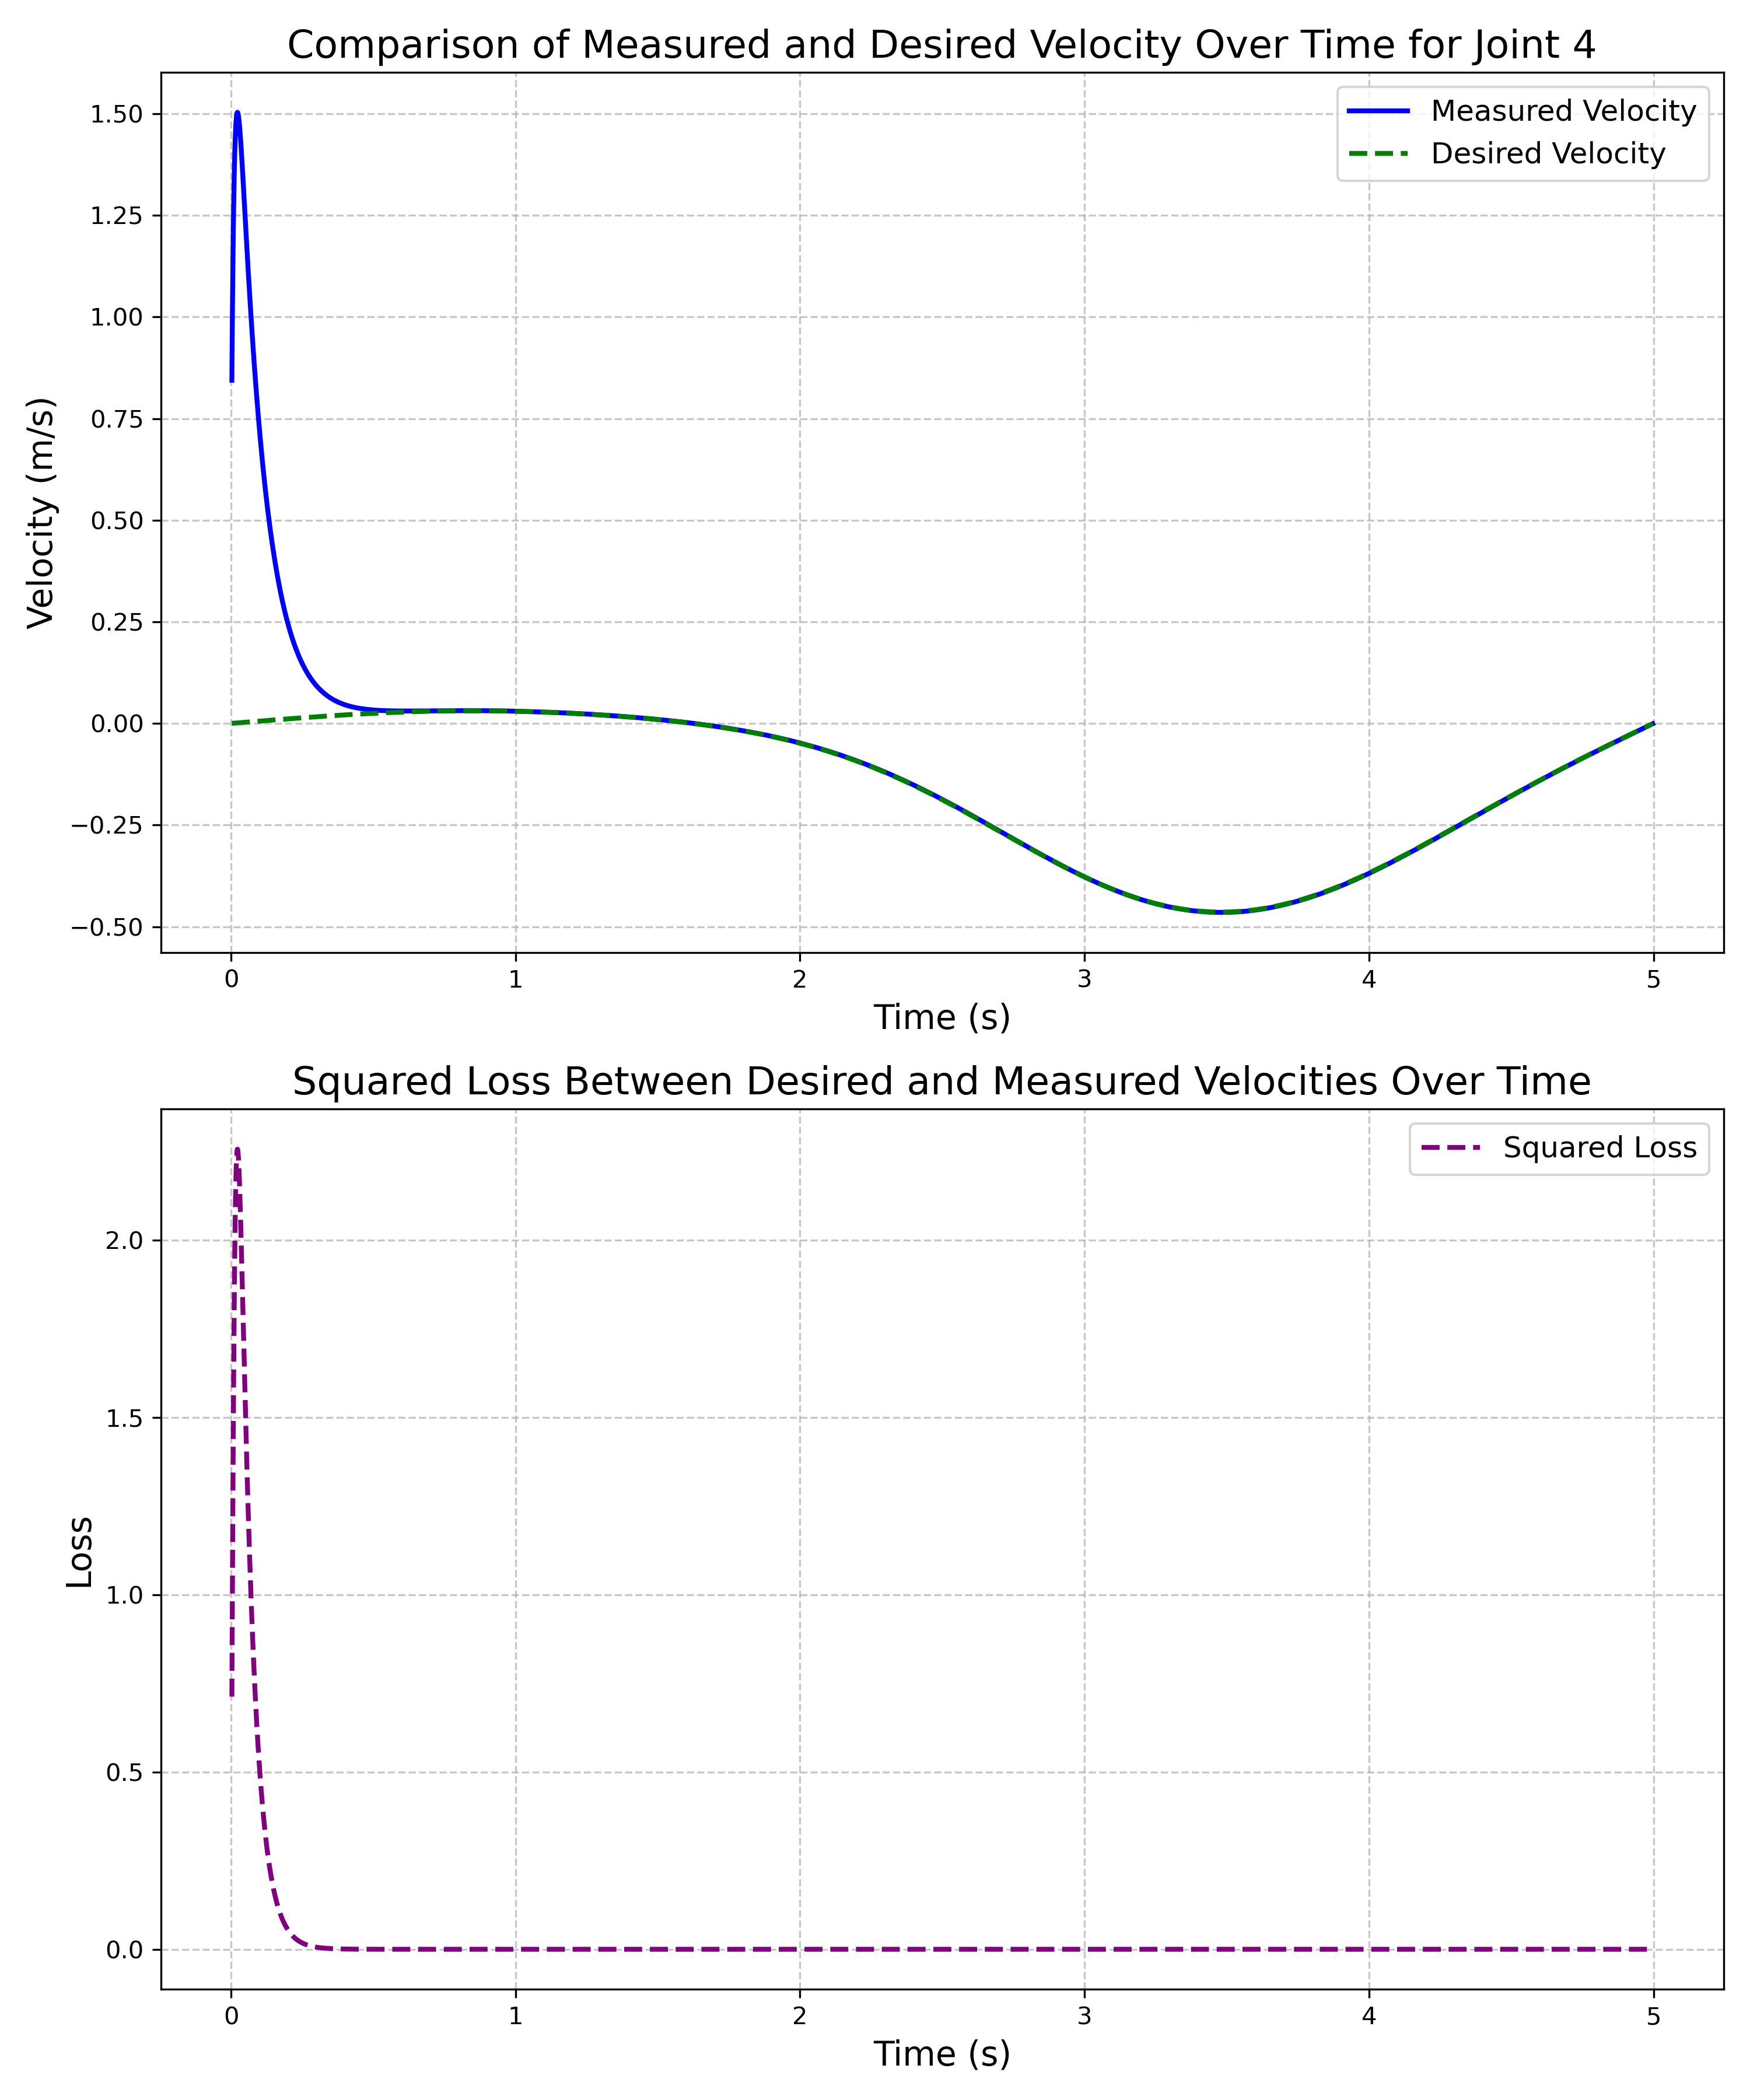 Comparison of Measured and Desired Velocity Over Time for Joint 4
Velocity (m/s)
1.50
1.25
1.00
0.75
0.50
0.25
0.00
−0.25
−0.50
Measured Velocity
Desired Velocity
0 1 2 3 4 5
Time (s)
Squared Loss Between Desired and Measured Velocities Over Time
Loss
2.0
1.5
1.0
0.5
0.0
Squared Loss
0 1 2 3 4 5
Time (s)